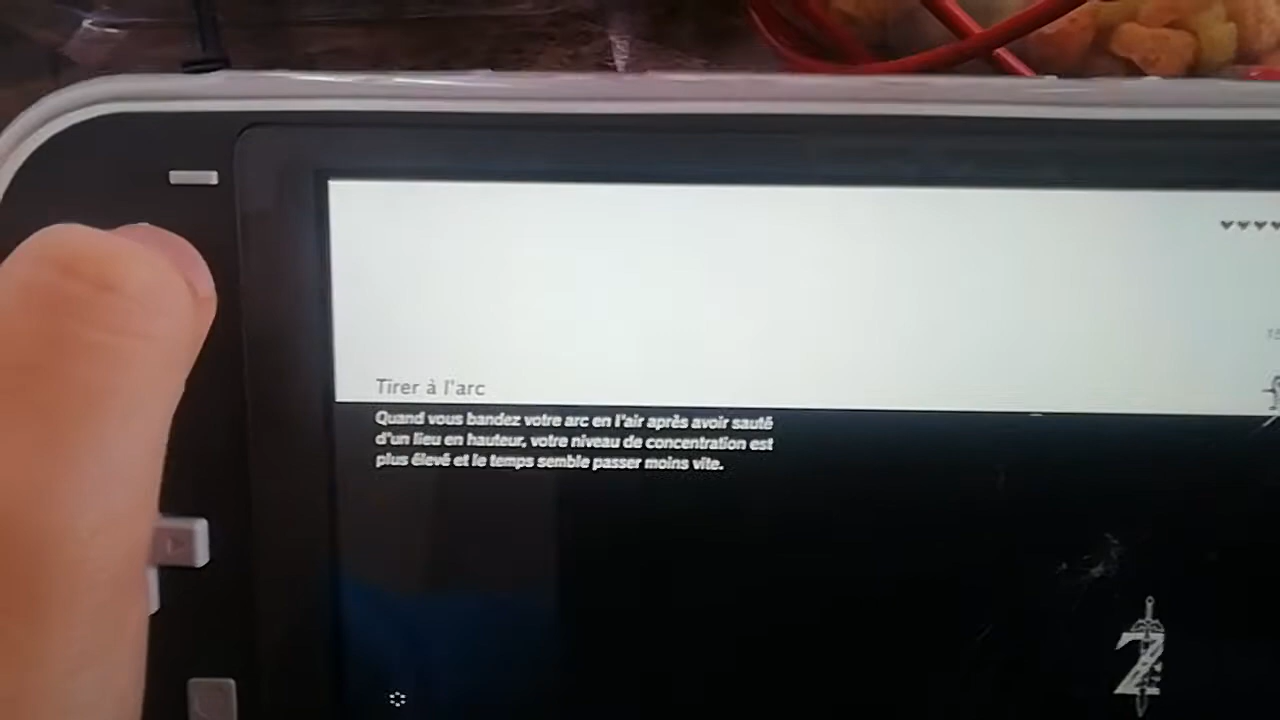 Tirer à l'arc
Quand vous bandez votre arc en l'air après avoir sauté
d'un lieu en hauteur, votre niveau de concentration est
plus élevé et le temps semble passer moins vite.
Z